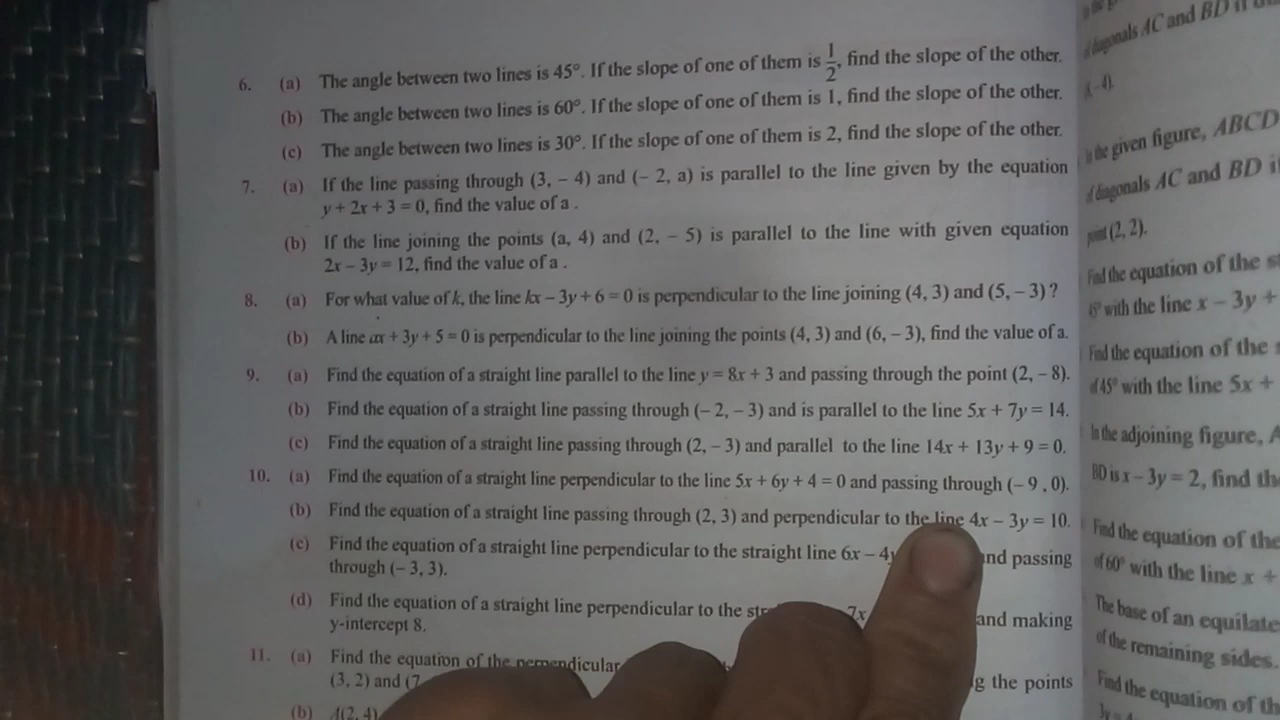 6. (a) The angle between two lines is 45°. If the slope of one of them is 1/2, find the slope of the other.
(b) The angle between two lines is 60°. If the slope of one of them is 1, find the slope of the other.
(c) The angle between two lines is 30°. If the slope of one of them is 2, find the slope of the other.
7. (a) If the line passing through (3, – 4) and (– 2, a) is parallel to the line given by the equation
y + 2x + 3 = 0, find the value of a .
(b) If the line joining the points (a, 4) and (2, – 5) is parallel to the line with given equation
2x – 3y = 12, find the value of a .
8. (a) For what value of k, the line kx – 3y + 6 = 0 is perpendicular to the line joining (4, 3) and (5, – 3) ?
(b) A line ax + 3y + 5 = 0 is perpendicular to the line joining the points (4, 3) and (6, – 3), find the value of a.
9. (a) Find the equation of a straight line parallel to the line y = 8x + 3 and passing through the point (2, – 8).
(b) Find the equation of a straight line passing through (– 2, – 3) and is parallel to the line 5x + 7y = 14.
(c) Find the equation of a straight line passing through (2, – 3) and parallel to the line 14x + 13y + 9 = 0.
10. (a) Find the equation of a straight line perpendicular to the line 5x + 6y + 4 = 0 and passing through (– 9 , 0).
(b) Find the equation of a straight line passing through (2, 3) and perpendicular to the line 4x – 3y = 10.
(c) Find the equation of a straight line perpendicular to the straight line 6x – 4y and passing
through (– 3, 3).
(d) Find the equation of a straight line perpendicular to the 7x and making
y-intercept 8.
11. (a) Find the equation of the perpendicular
(3, 2) and (7 the points
(b) A(2, 4)
diagonals AC and BD
– 4).
the given figure, ABCD
diagonals AC and BD
point (2, 2).
Find the equation of the
with the line x – 3y +
Find the equation of the
of 45° with the line 5x +
In the adjoining figure,
BD is x – 3y = 2, find
Find the equation of the
of 60° with the line x +
The base of an
of the remaining sides.
Find the equation of